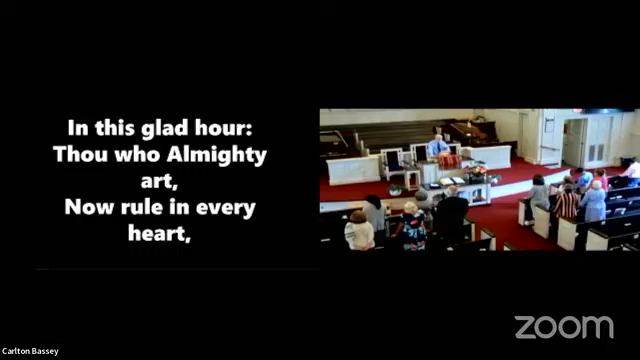 In this glad hour:
Thou who Almighty
art,
Now rule in every
heart,
zoom
Carlton Bassey